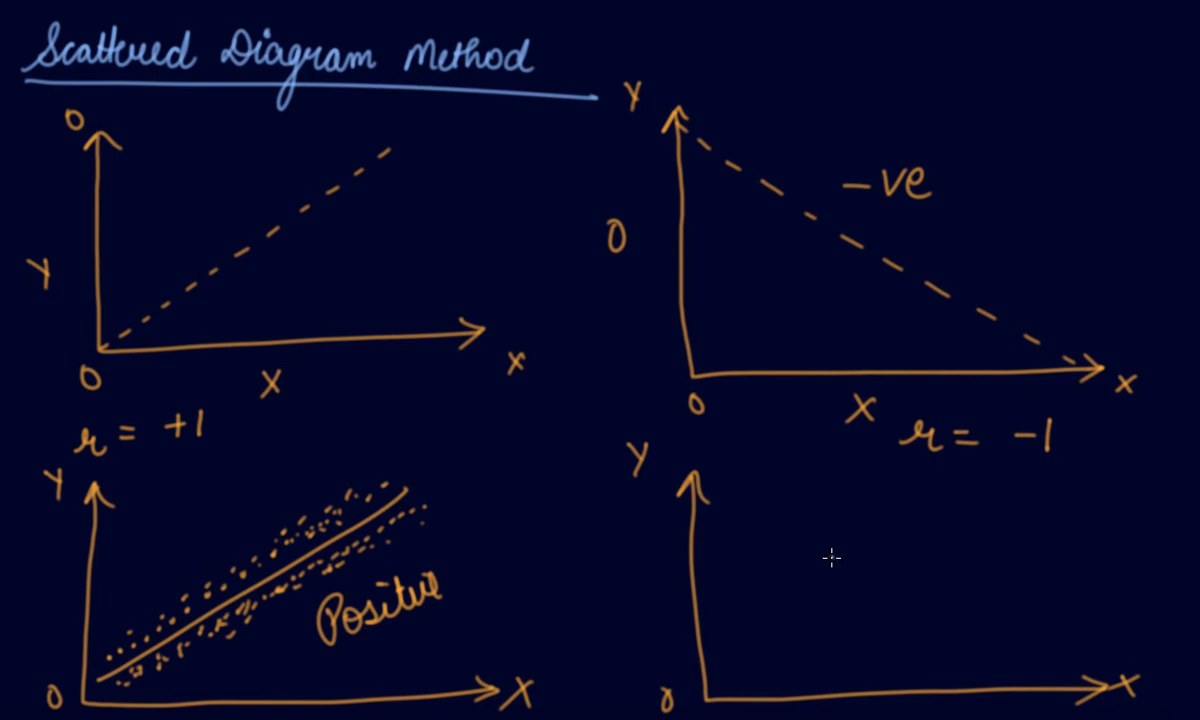 Scattered Diagram Method
O
Y
O
X
X
r = +1
Y
O
-ve
O
X
X
r = -1
Y
Positive
O
X
Y
O
X